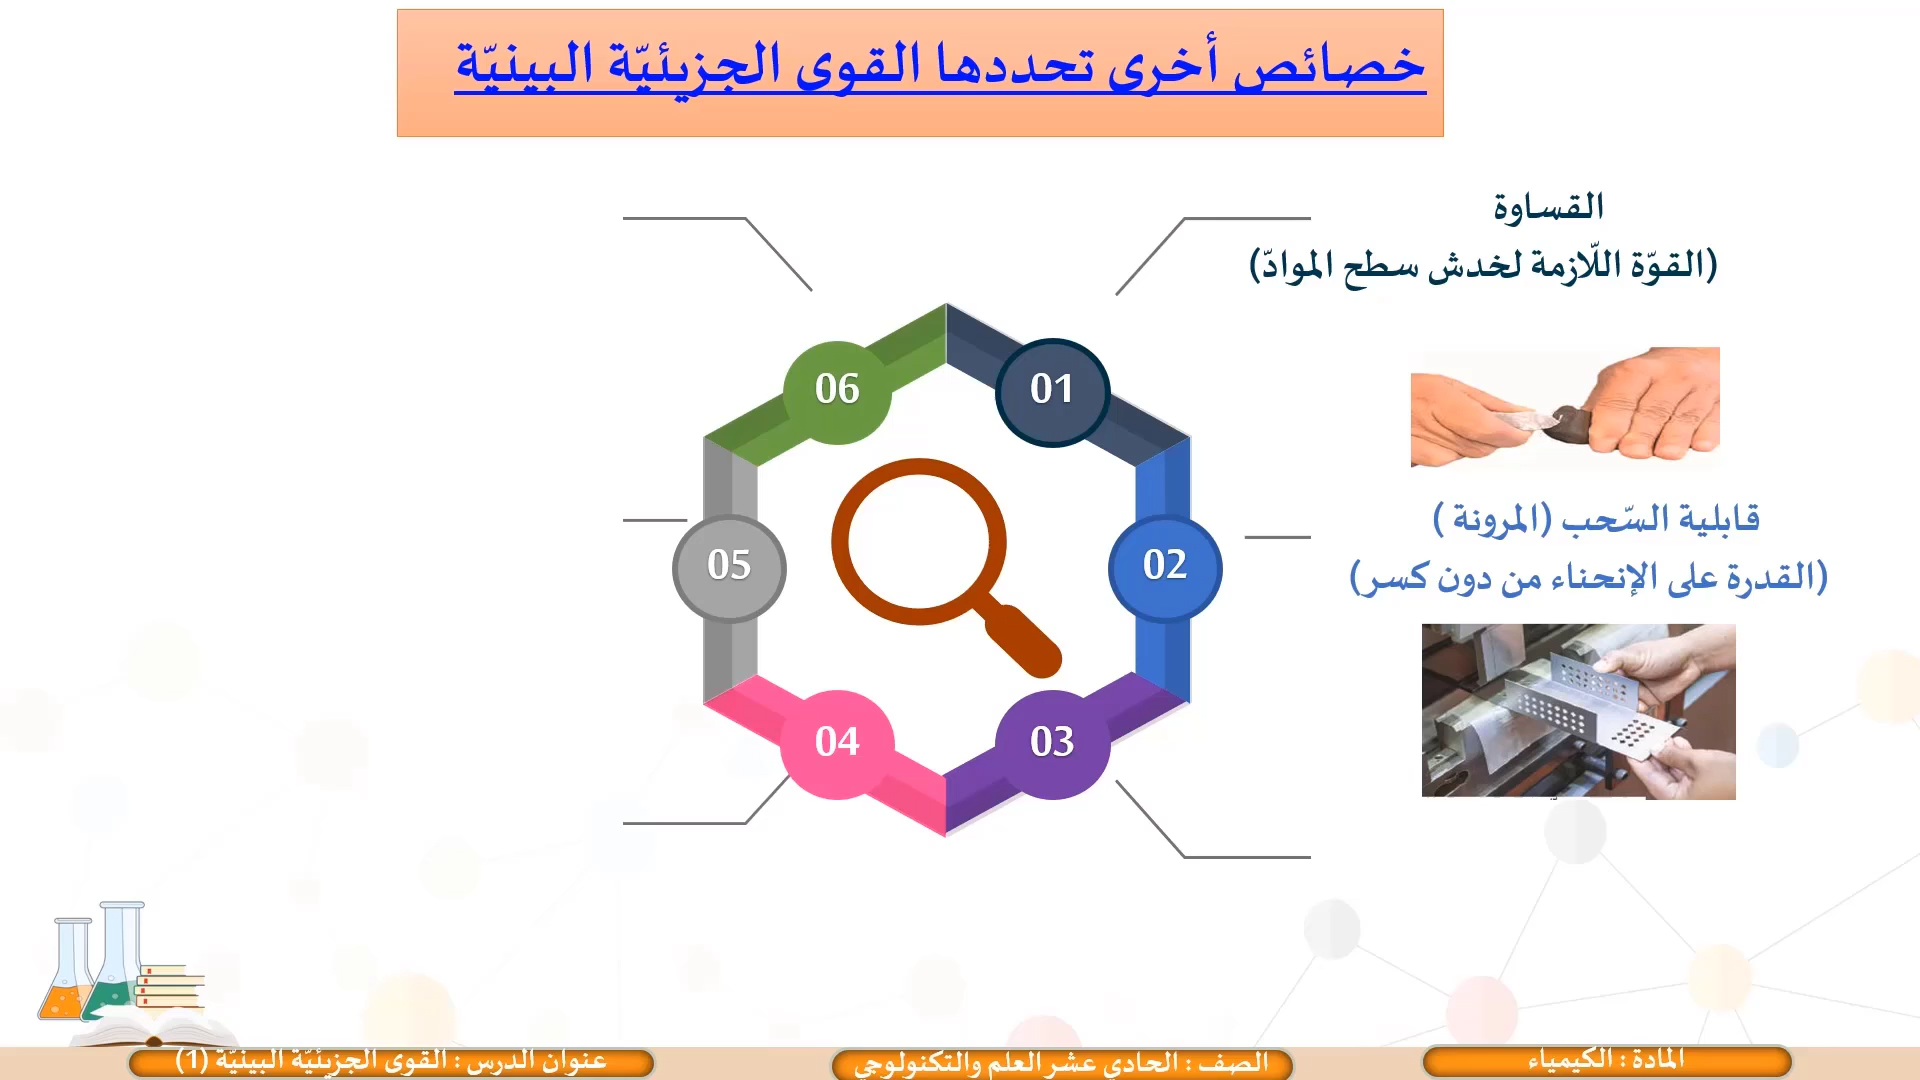 خصائص أخرى تحددها القوى الجزيئيّة البينيّة
القساوة
(القوّة اللّازمة لخدش سطح الموادّ)
قابلية السّحب (المرونة )
(القدرة على الإنحناء من دون كسر)
01
02
03
04
05
06
المادة : الكيمياء
الصف : الحادي عشر العلم والتكنولوجي
عنوان الدرس : القوى الجزيئيّة البينيّة (1)